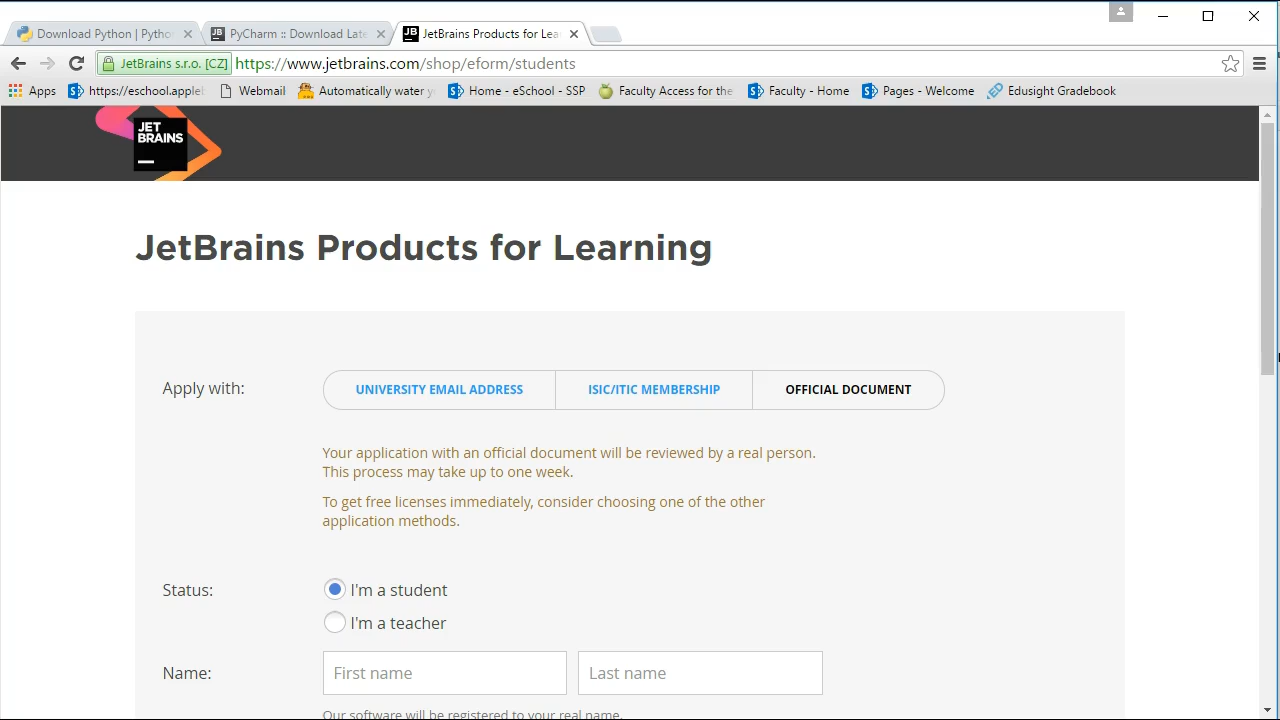 Download Python | Pytho
PyCharm :: Download Late
JetBrains Products for Lea
JetBrains s.r.o. [CZ] https://www.jetbrains.com/shop/eform/students
Apps https://eschool.appleb Webmail Automatically water y Home - eSchool - SSP Faculty Access for the Faculty - Home Pages - Welcome Edusight Gradebook
JET
BRAINS
JetBrains Products for Learning
Apply with: UNIVERSITY EMAIL ADDRESS ISIC/ITIC MEMBERSHIP OFFICIAL DOCUMENT
Your application with an official document will be reviewed by a real person.
This process may take up to one week.
To get free licenses immediately, consider choosing one of the other
application methods.
Status: I'm a student
I'm a teacher
Name: First name Last name
Our software will be registered to your real name.